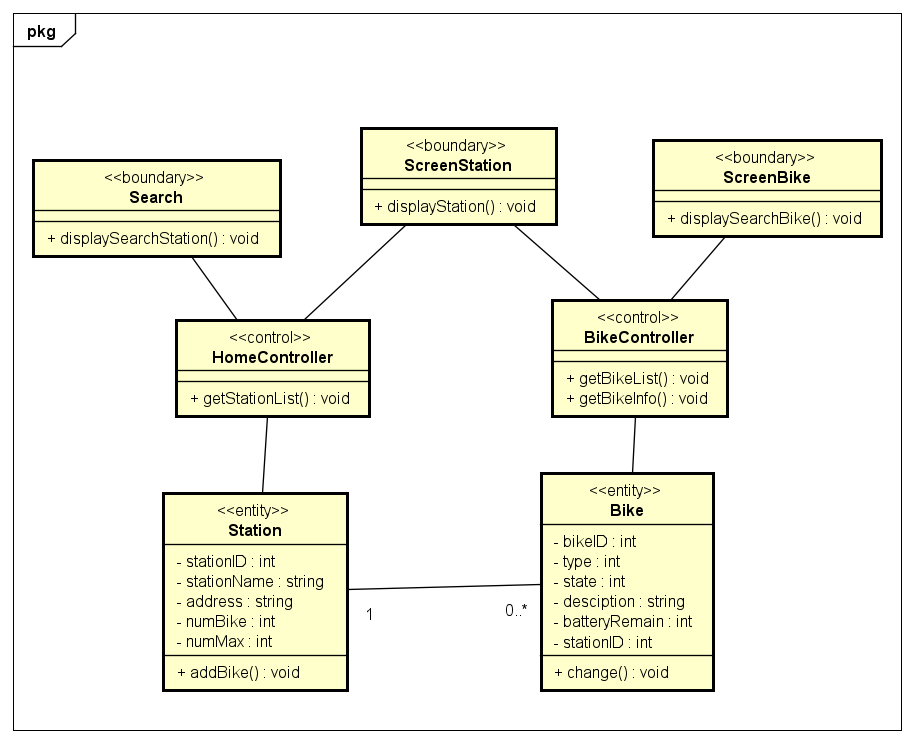 pkg
<<boundary>>
Search
+ displaySearchStation() : void
<<boundary>>
ScreenStation
+ displayStation() : void
<<boundary>>
ScreenBike
+ displaySearchBike() : void
<<control>>
HomeController
+ getStationList() : void
<<control>>
BikeController
+ getBikeList() : void
+ getBikeInfo() : void
<<entity>>
Station
- stationID : int
- stationName : string
- address : string
- numBike : int
- numMax : int
+ addBike() : void
1
0..*
<<entity>>
Bike
- bikeID : int
- type : int
- state : int
- desciption : string
- batteryRemain : int
- stationID : int
+ change() : void